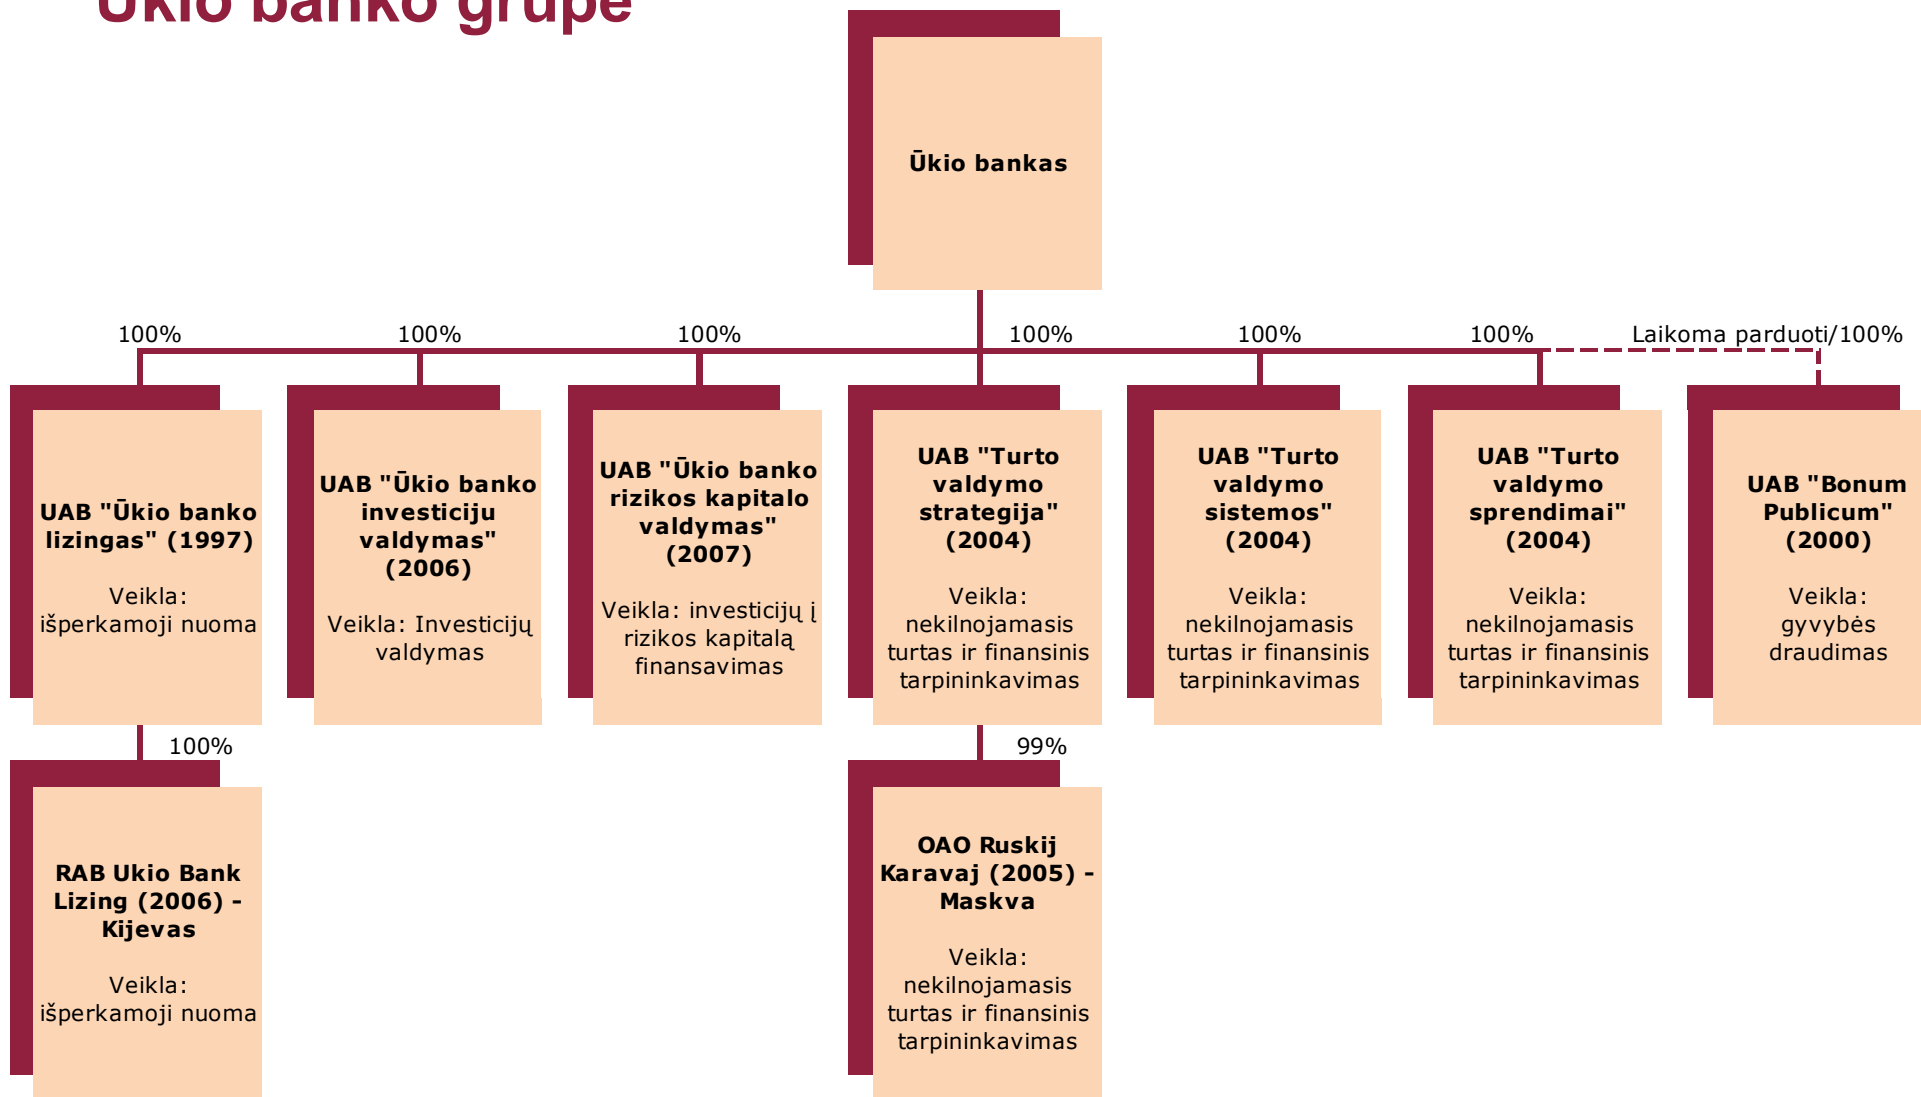 Ūkio banko grupė
Ūkio bankas
100%
100%
100%
100%
100%
100%
Laikoma parduoti/100%
UAB "Ūkio banko
lizingas" (1997)
Veikla:
išperkamoji nuoma
UAB "Ūkio banko
investiciju
valdymas"
(2006)
Veikla: Investicijų
valdymas
UAB "Ūkio banko
rizikos kapitalo
valdymas"
(2007)
Veikla: investicijų į
rizikos kapitalą
finansavimas
UAB "Turto
valdymo
strategija"
(2004)
Veikla:
nekilnojamasis
turtas ir finansinis
tarpininkavimas
UAB "Turto
valdymo
sistemos"
(2004)
Veikla:
nekilnojamasis
turtas ir finansinis
tarpininkavimas
UAB "Turto
valdymo
sprendimai"
(2004)
Veikla:
nekilnojamasis
turtas ir finansinis
tarpininkavimas
UAB "Bonum
Publicum"
(2000)
Veikla:
gyvybės
draudimas
100%
99%
RAB Ukio Bank
Lizing (2006) -
Kijevas
Veikla:
išperkamoji nuoma
OAO Ruskij
Karavaj (2005) -
Maskva
Veikla:
nekilnojamasis
turtas ir finansinis
tarpininkavimas